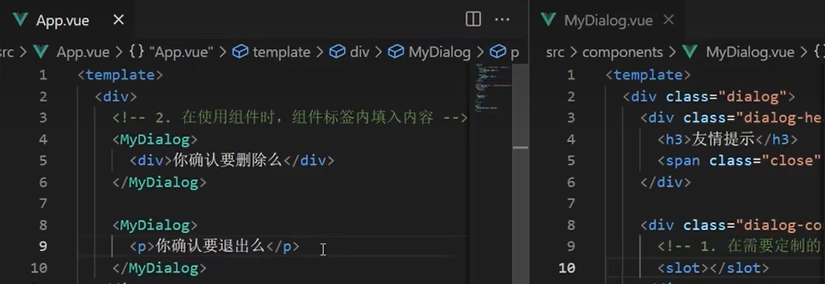 App.vue
src > App.vue > {} "App.vue" > template > div > MyDialog > p
1 <template>
2 <div>
3 <!-- 2. 在使用组件时，组件标签内填入内容 -->
4 <MyDialog>
5 <div>你确认要删除么</div>
6 </MyDialog>
7
8 <MyDialog>
9 <p>你确认要退出么</p>
10 </MyDialog>
MyDialog.vue
src > components > MyDialog.vue > {}
1 <template>
2 <div class="dialog">
3 <div class="dialog-he
4 <h3>友情提示</h3>
5 <span class="close"
6 </div>
7
8 <div class="dialog-co
9 <!-- 1. 在需要定制的
10 <slot></slot>